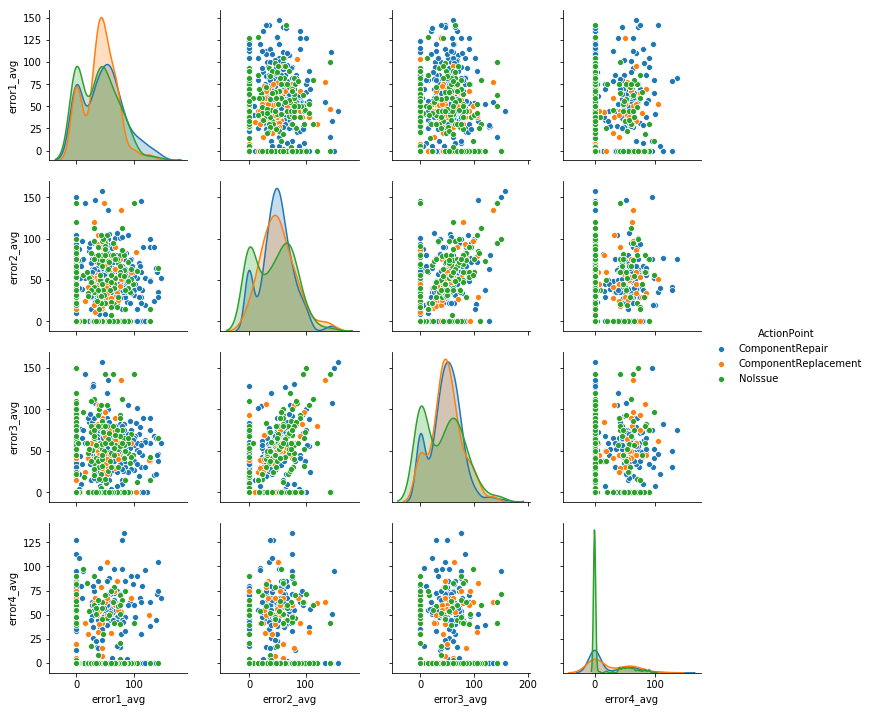 150
125
100
75
50
25
0
error1_avg
150
100
50
0
error2_avg
ActionPoint
ComponentRepair
ComponentReplacement
NoIssue
150
100
50
0
error3_avg
0 100 200
125
100
75
50
25
0
error4_avg
0 100
0 100
0 100
0 100
error1_avg
error2_avg
error3_avg
error4_avg